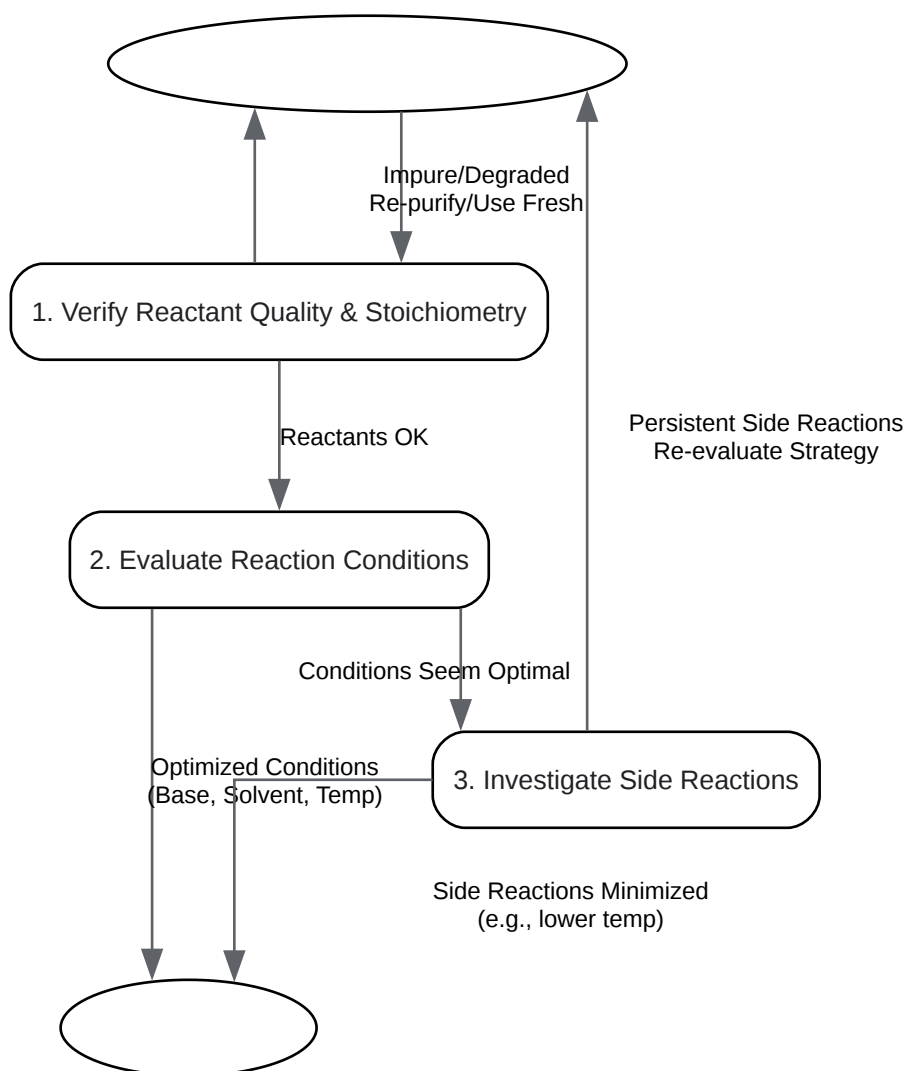 Impure/Degraded
Re-purify/Use Fresh
1. Verify Reactant Quality & Stoichiometry
Reactants OK
Persistent Side Reactions
Re-evaluate Strategy
2. Evaluate Reaction Conditions
Conditions Seem Optimal
Optimized Conditions
(Base, Solvent, Temp)
3. Investigate Side Reactions
Side Reactions Minimized
(e.g., lower temp)